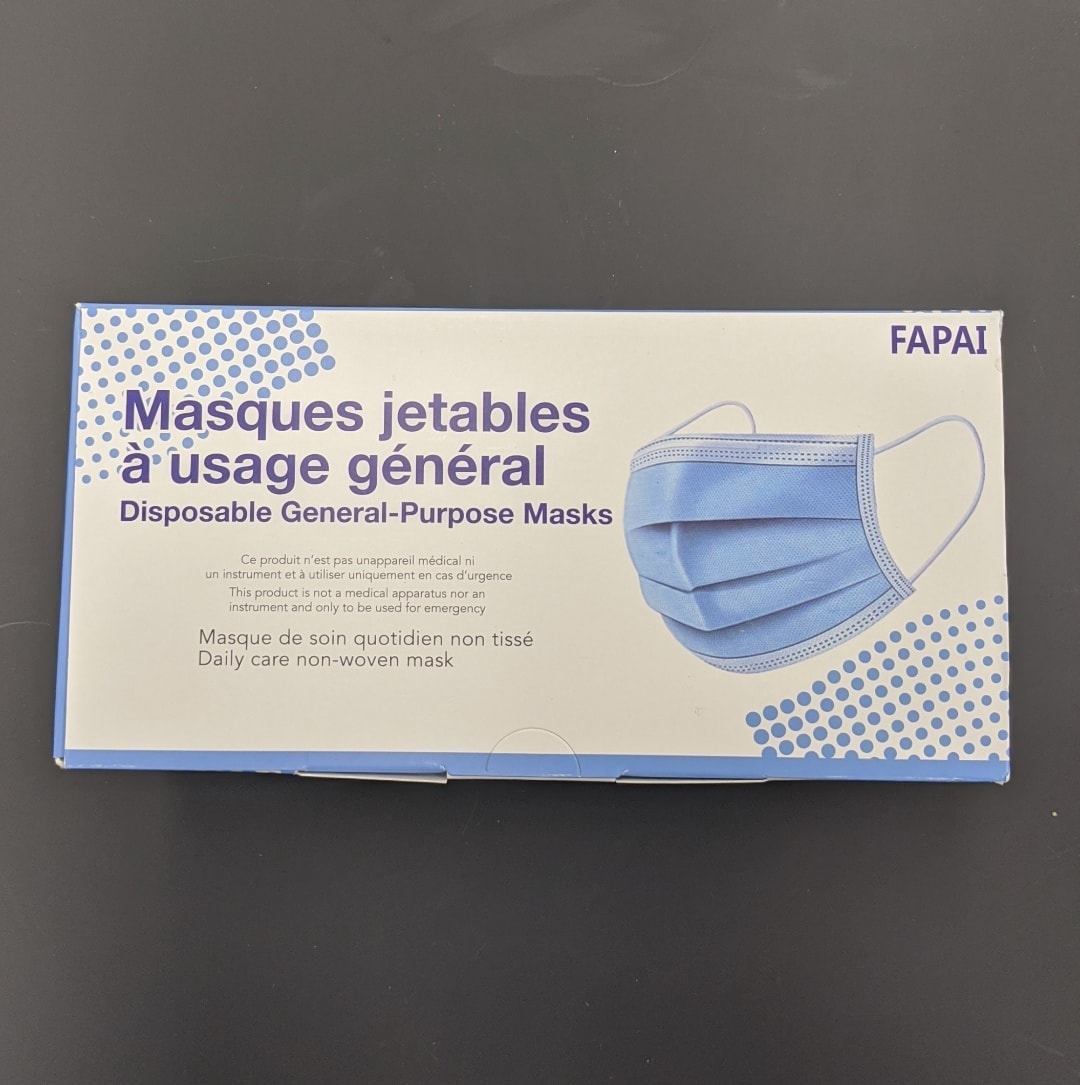 FAPAI
Masques jetables
à usage général
Disposable General-Purpose Masks
Ce produit n'est pas unappareil médical ni
un instrument et à utiliser uniquement en cas d'urgence
This product is not a medical apparatus nor an
instrument and only to be used for emergency
Masque de soin quotidien non tissé
Daily care non-woven mask